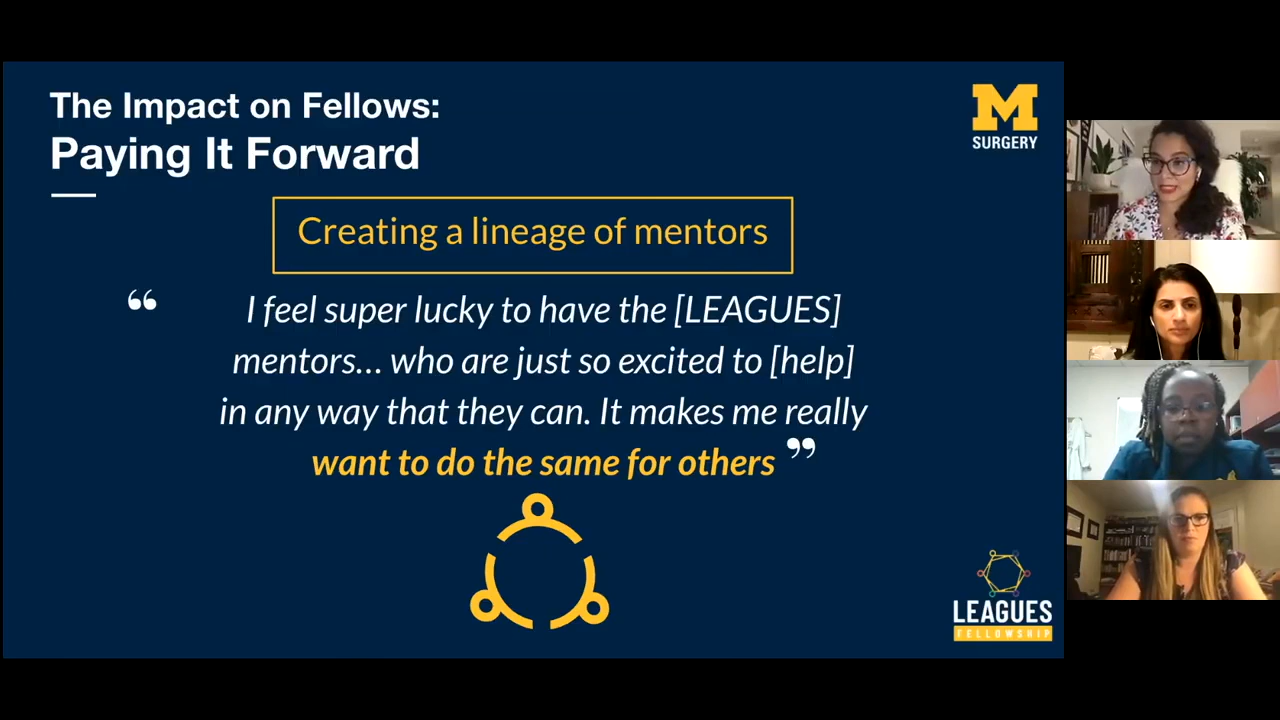 The Impact on Fellows:
Paying It Forward
M
SURGERY
Creating a lineage of mentors
“ I feel super lucky to have the [LEAGUES]
mentors... who are just so excited to [help]
in any way that they can. It makes me really
want to do the same for others ”
LEAGUES
FELLOWSHIP